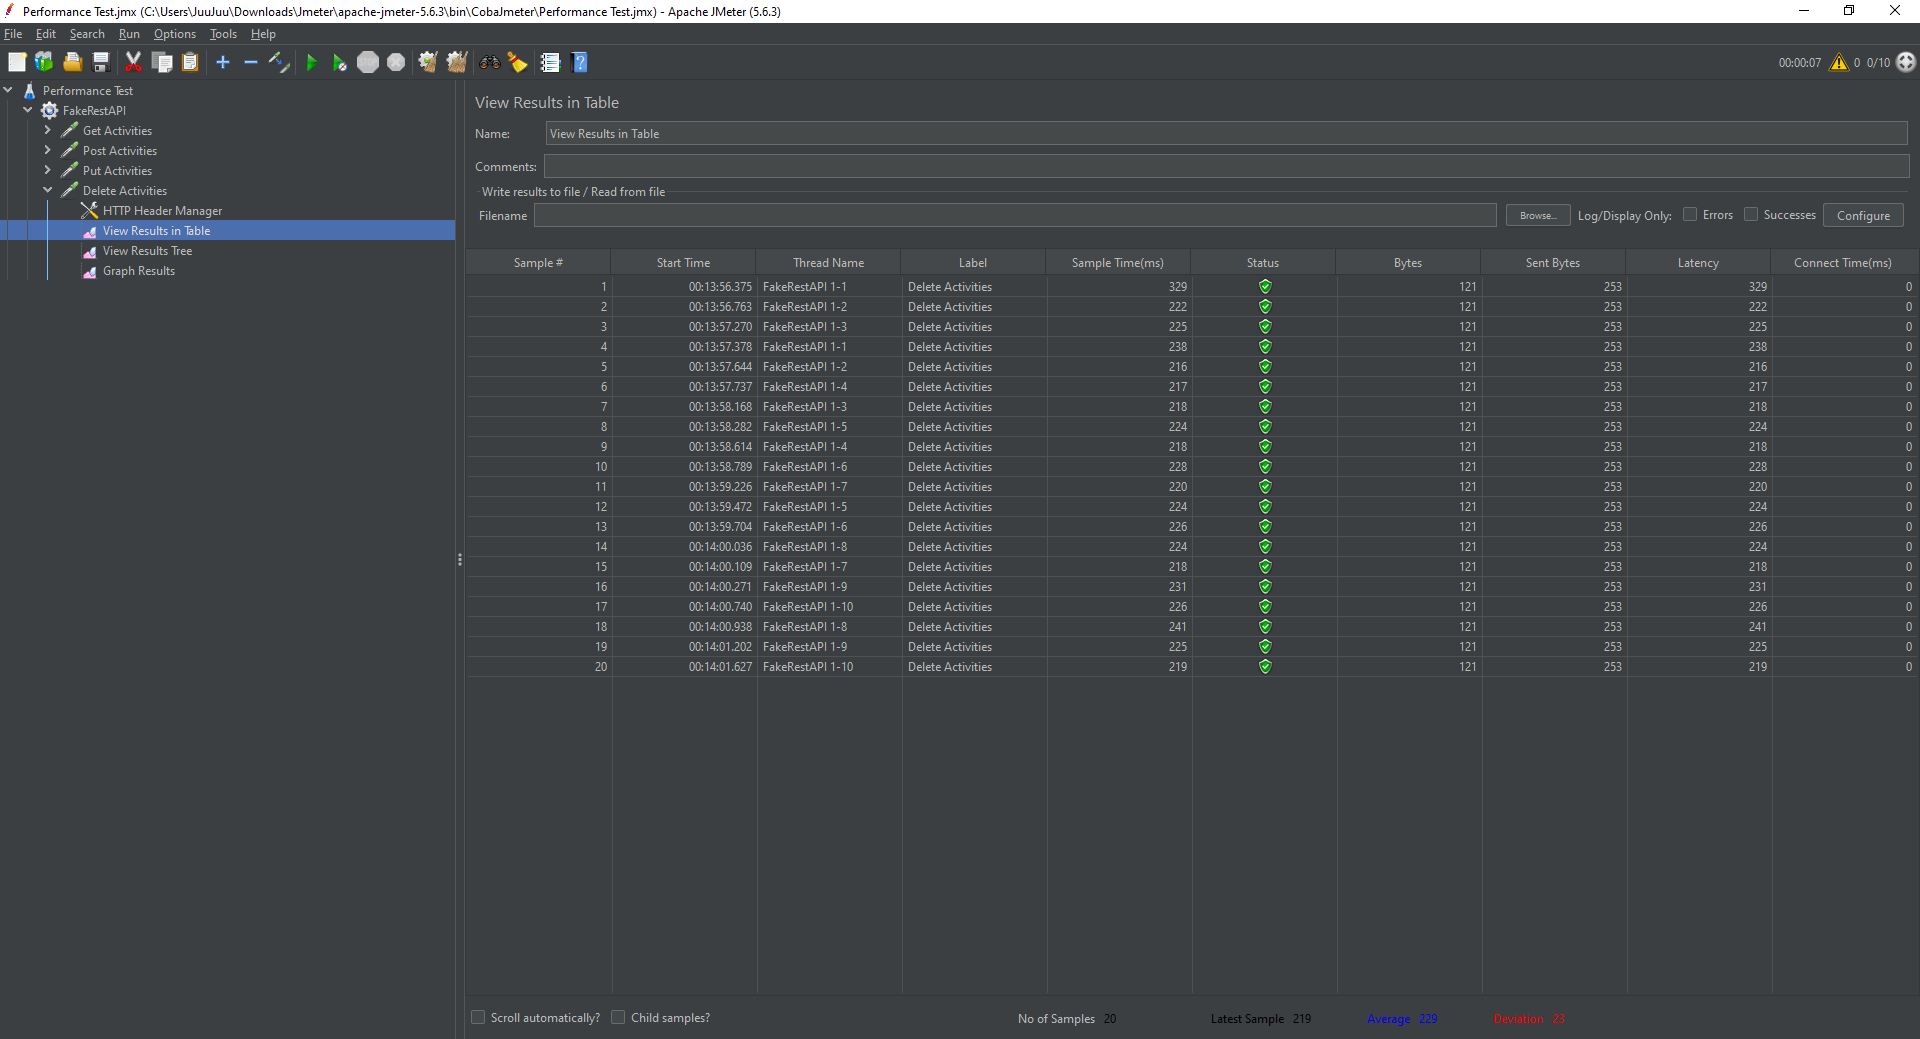 Performance Test.jmx (C:\Users\JuuJuu\Downloads\Jmeter\apache-jmeter-5.6.3\bin\CobaJmeter\Performance Test.jmx) - Apache JMeter (5.6.3)
File Edit Search Run Options Tools Help
00:00:07 0 0/10
Performance Test
FakeRestAPI
Get Activities
Post Activities
Put Activities
Delete Activities
HTTP Header Manager
View Results in Table
View Results Tree
Graph Results
View Results in Table
Name: View Results in Table
Comments:
Write results to file / Read from file
Filename Browse... Log/Display Only: Errors Successes Configure
Sample # Start Time Thread Name Label Sample Time(ms) Status Bytes Sent Bytes Latency Connect Time(ms)
1 00:13:56.375 FakeRestAPI 1-1 Delete Activities 329 121 253 329 0
2 00:13:56.763 FakeRestAPI 1-2 Delete Activities 222 121 253 222 0
3 00:13:57.270 FakeRestAPI 1-3 Delete Activities 225 121 253 225 0
4 00:13:57.378 FakeRestAPI 1-1 Delete Activities 238 121 253 238 0
5 00:13:57.644 FakeRestAPI 1-2 Delete Activities 216 121 253 216 0
6 00:13:57.737 FakeRestAPI 1-4 Delete Activities 217 121 253 217 0
7 00:13:58.168 FakeRestAPI 1-3 Delete Activities 218 121 253 218 0
8 00:13:58.282 FakeRestAPI 1-5 Delete Activities 224 121 253 224 0
9 00:13:58.614 FakeRestAPI 1-4 Delete Activities 218 121 253 218 0
10 00:13:58.789 FakeRestAPI 1-6 Delete Activities 228 121 253 228 0
11 00:13:59.226 FakeRestAPI 1-7 Delete Activities 220 121 253 220 0
12 00:13:59.472 FakeRestAPI 1-5 Delete Activities 224 121 253 224 0
13 00:13:59.704 FakeRestAPI 1-6 Delete Activities 226 121 253 226 0
14 00:14:00.036 FakeRestAPI 1-8 Delete Activities 224 121 253 224 0
15 00:14:00.109 FakeRestAPI 1-7 Delete Activities 218 121 253 218 0
16 00:14:00.271 FakeRestAPI 1-9 Delete Activities 231 121 253 231 0
17 00:14:00.740 FakeRestAPI 1-10 Delete Activities 226 121 253 226 0
18 00:14:00.938 FakeRestAPI 1-8 Delete Activities 241 121 253 241 0
19 00:14:01.202 FakeRestAPI 1-9 Delete Activities 225 121 253 225 0
20 00:14:01.627 FakeRestAPI 1-10 Delete Activities 219 121 253 219 0
Scroll automatically? Child samples? No of Samples 20 Latest Sample 219 Average 229 Deviation 23